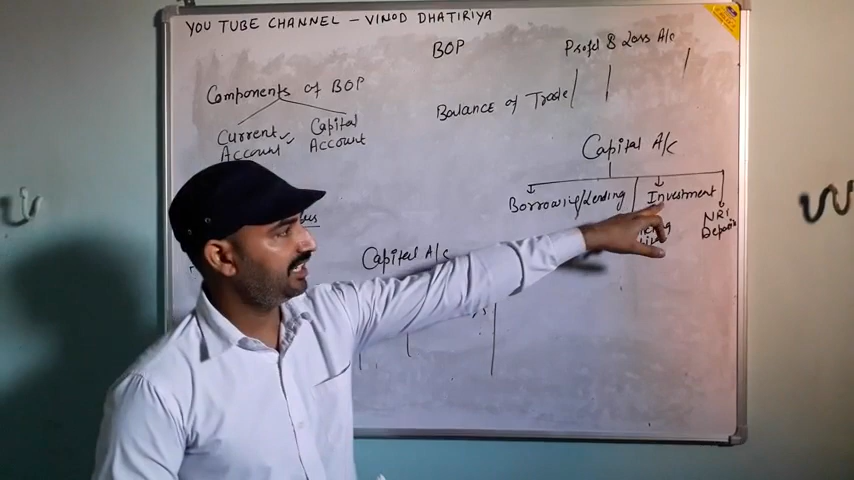 YOU TUBE CHANNEL - VINOD DHATIRIYA
BOP
Profit & Loss A/c
Components of BOP
Balance of Trade
Current Capital
Account Account
Capital A/c
Borrowing/Lending Investment
NRI
Deposit
Capital A/c